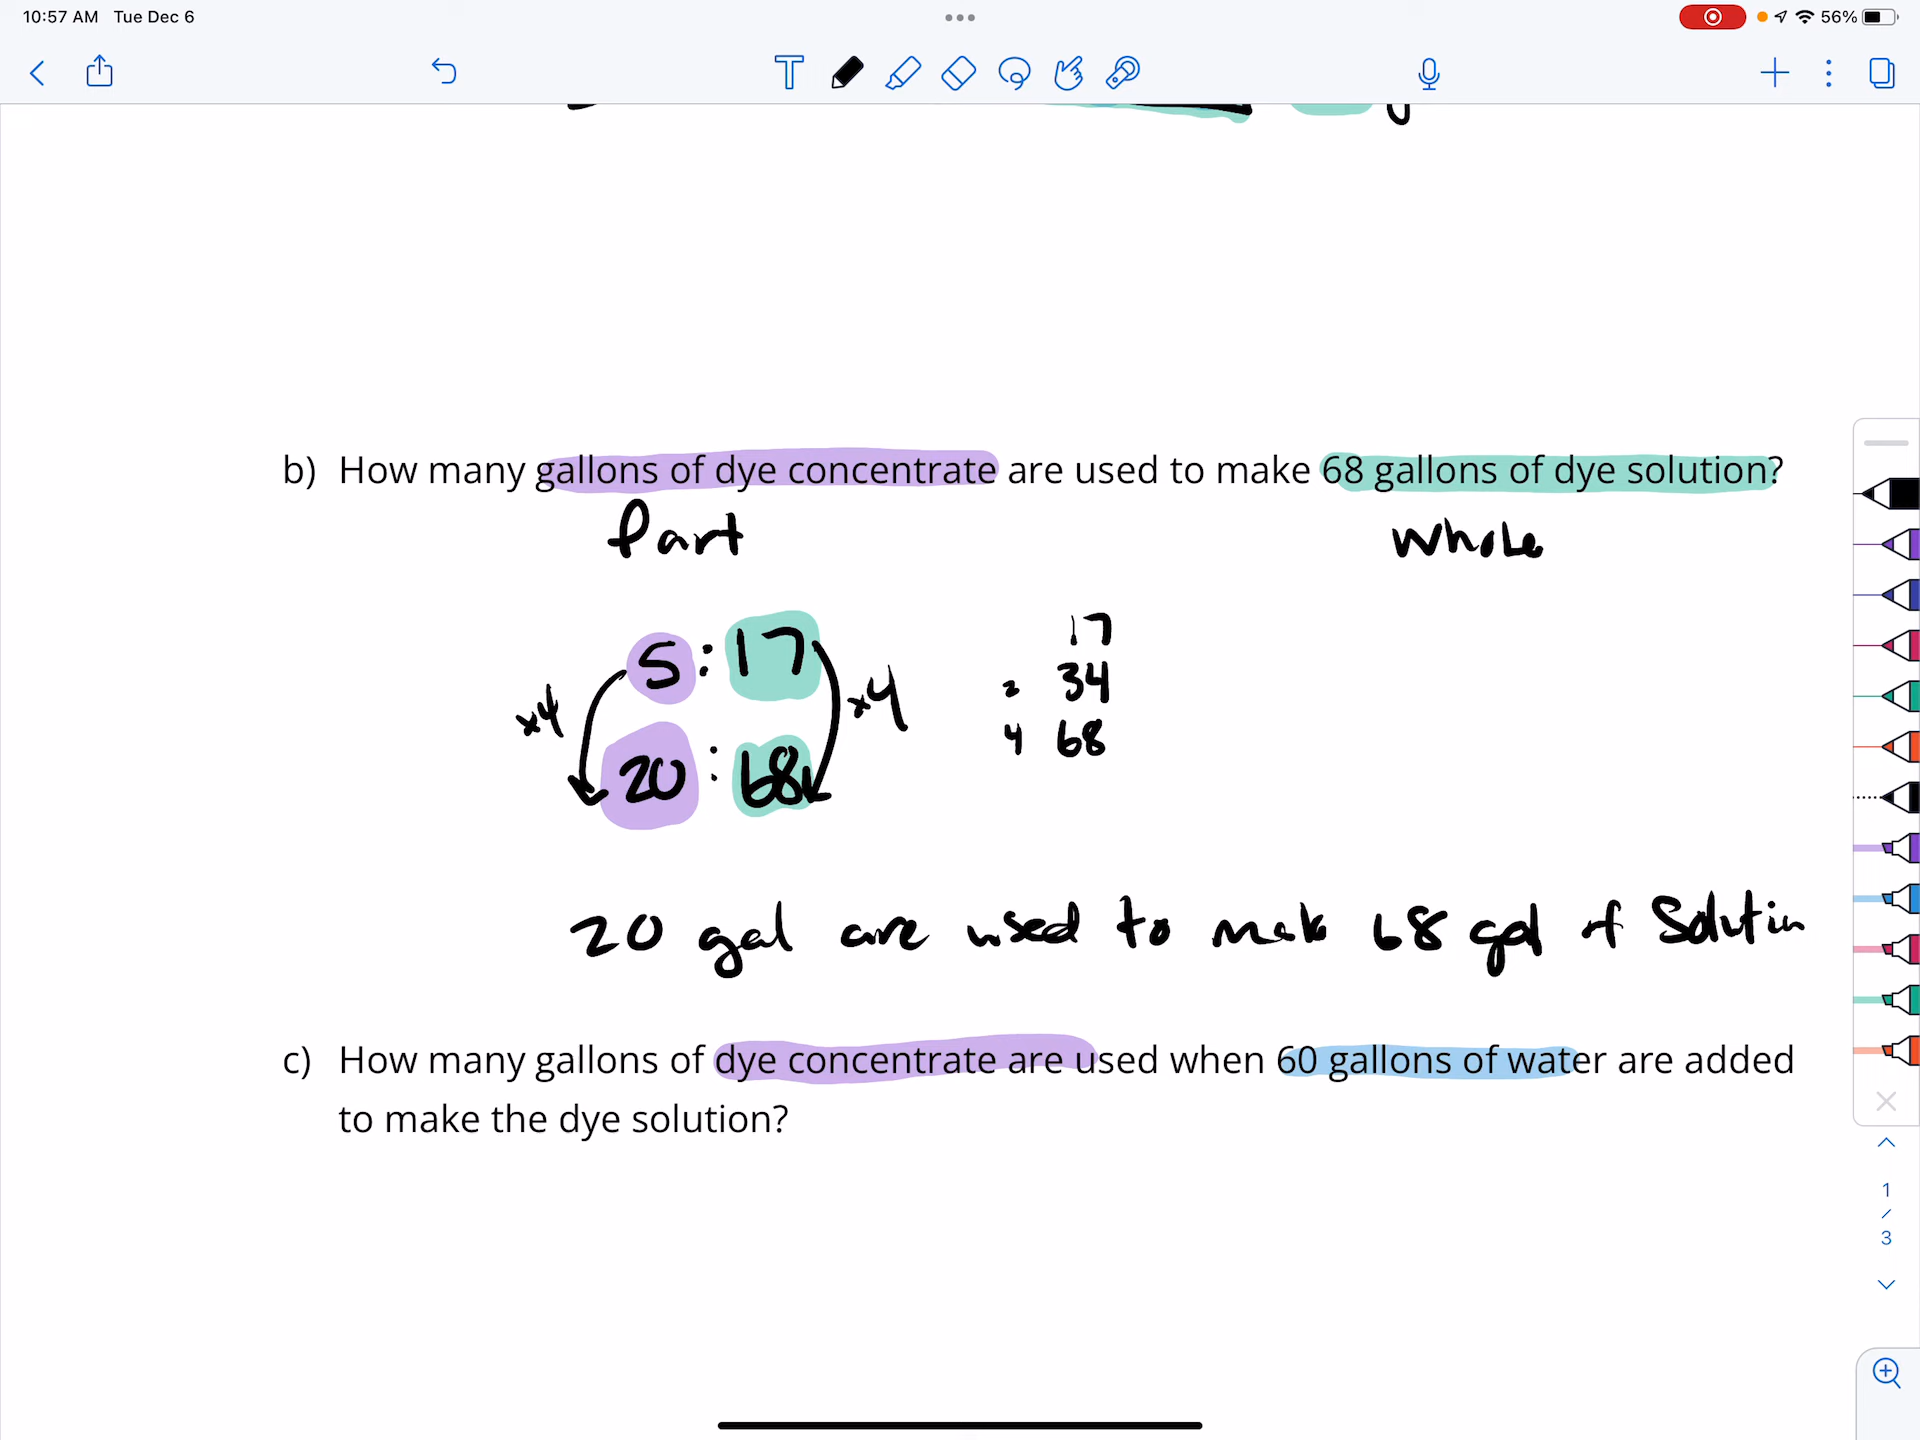 10:57 AM Tue Dec 6
56%
T
b) How many gallons of dye concentrate are used to make 68 gallons of dye solution?
Part
Whole
5 : 17
x4
x4
20 : 68
17
2 34
4 68
20 gal are used to make 68 gal of Solution
c) How many gallons of dye concentrate are used when 60 gallons of water are added
to make the dye solution?
1
/
3